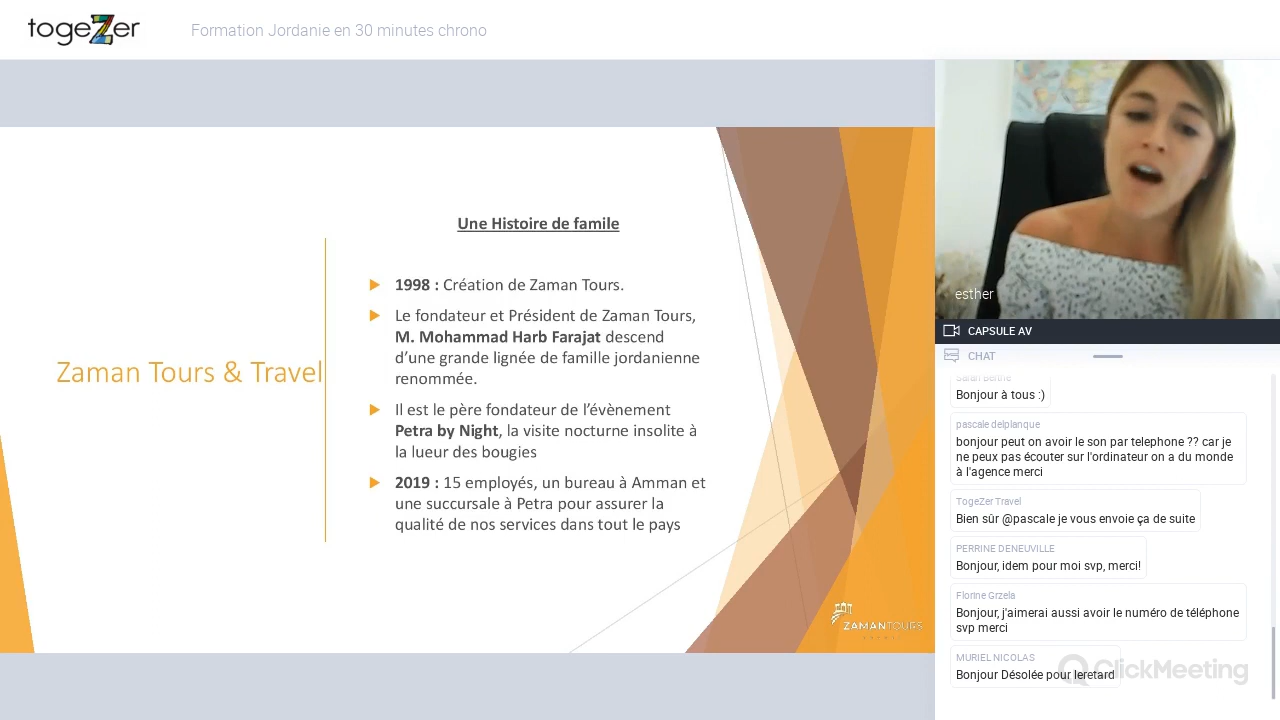 togeZer
Formation Jordanie en 30 minutes chrono
Une Histoire de famile
1998 : Création de Zaman Tours.
Le fondateur et Président de Zaman Tours,
M. Mohammad Harb Farajat descend
d’une grande lignée de famille jordanienne
renommée.
Il est le père fondateur de l’évènement
Petra by Night, la visite nocturne insolite à
la lueur des bougies
2019 : 15 employés, un bureau à Amman et
une succursale à Petra pour assurer la
qualité de nos services dans tout le pays
Zaman Tours & Travel
ZAMAN TOURS
esther
CAPSULE AV
CHAT
Sarah Berthe
Bonjour à tous :)
pascale delplanque
bonjour peut on avoir le son par telephone ?? car je
ne peux pas écouter sur l'ordinateur on a du monde
à l'agence merci
TogeZer Travel
Bien sûr @pascale je vous envoie ça de suite
PERRINE DENEUVILLE
Bonjour, idem pour moi svp, merci!
Florine Grzela
Bonjour, j'aimerai aussi avoir le numéro de téléphone
svp merci
MURIEL NICOLAS
Bonjour Désolée pour leretard
ClickMeeting